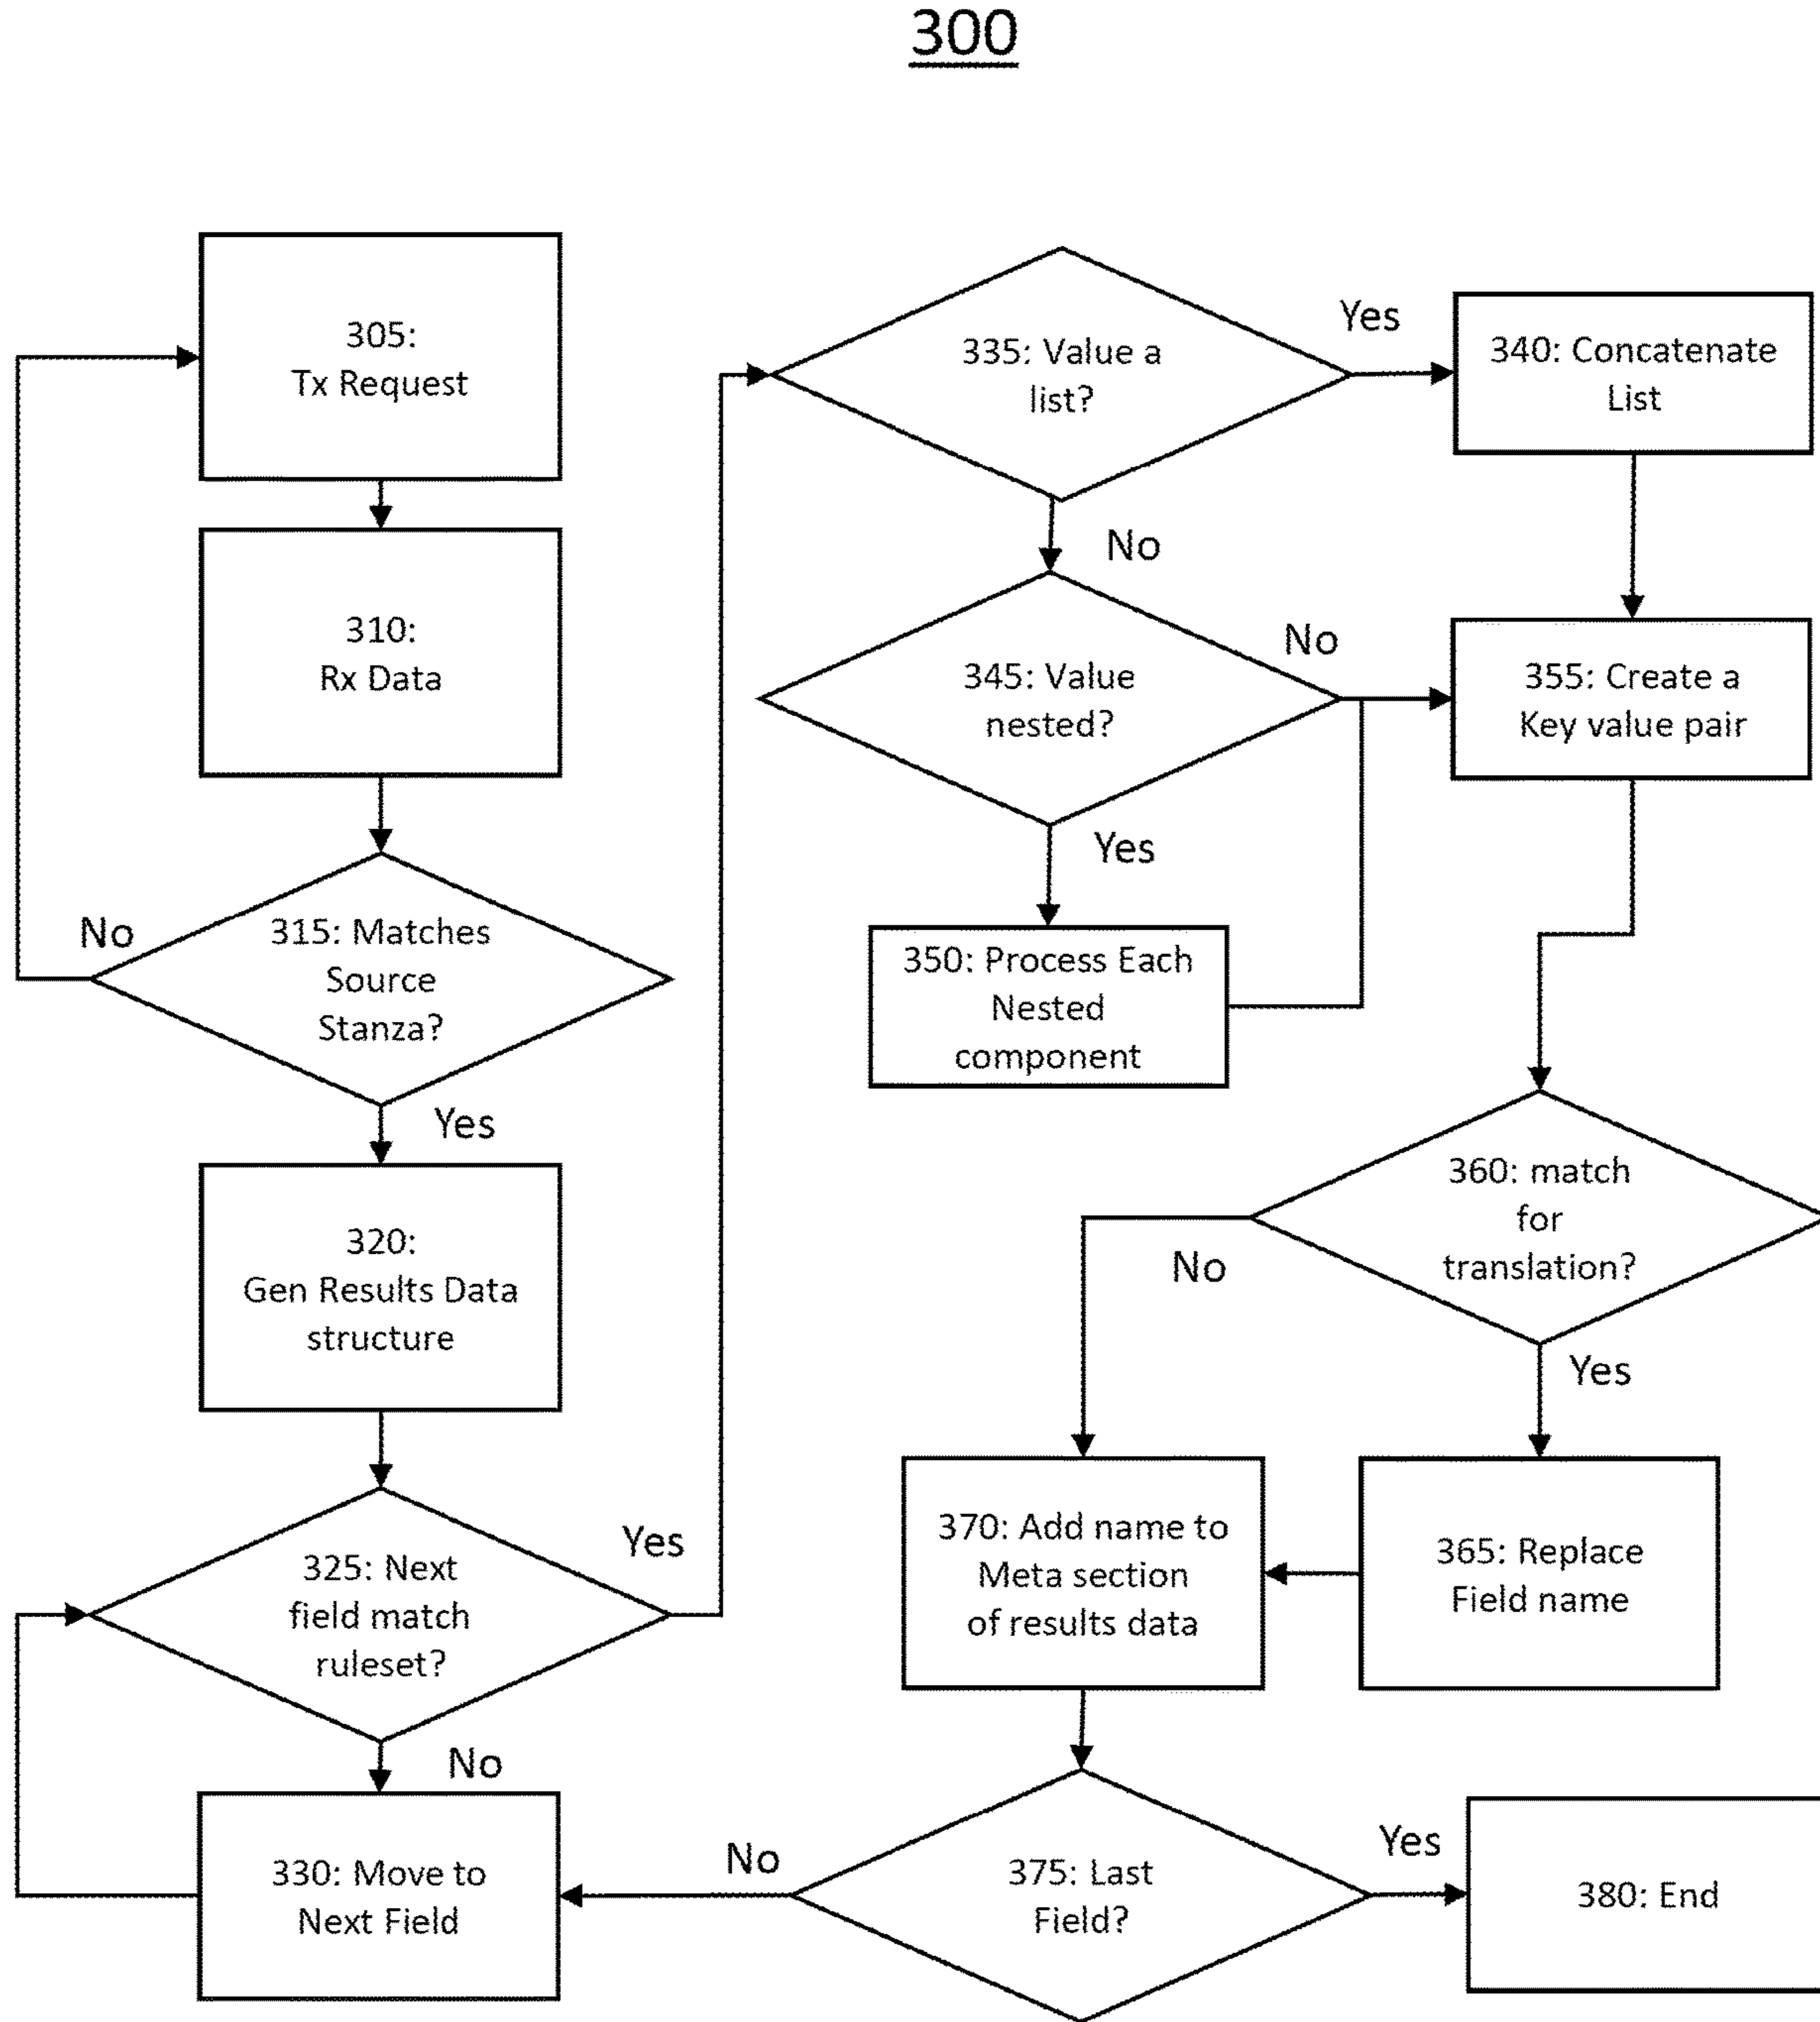 300
305:
Tx Request
310:
Rx Data
315: Matches
Source
Stanza?
No
Yes
320:
Gen Results Data
structure
325: Next
field match
ruleset?
Yes
No
330: Move to
Next Field
335: Value a
list?
Yes
No
340: Concatenate
List
345: Value
nested?
No
Yes
350: Process Each
Nested
component
355: Create a
Key value pair
360: match
for
translation?
No
Yes
365: Replace
Field name
370: Add name to
Meta section
of results data
375: Last
Field?
No
Yes
380: End